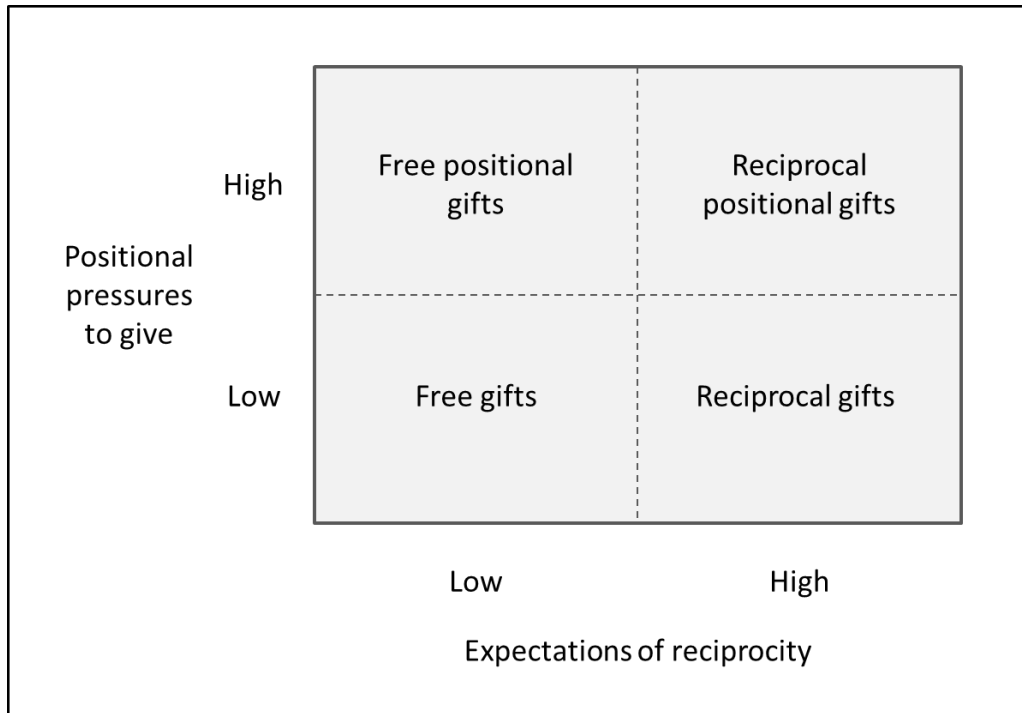 Free positional
gifts
Reciprocal
positional gifts
High
Positional
pressures
to give
Low
Free gifts
Reciprocal gifts
Low
High
Expectations of reciprocity